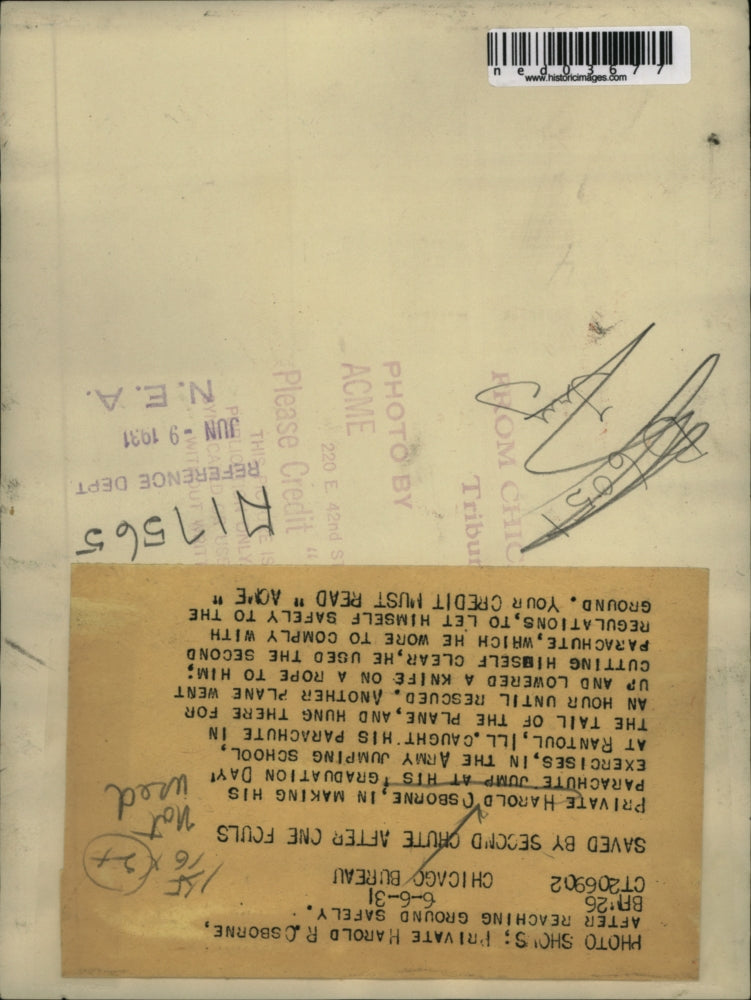 ned03677
www.historicimages.com
PHOTO SHOWS; PRIVATE HAROLD R.OSBORNE,
AFTER REACHING GROUND SAFELY.
BR'26 6-6-31
CT206902 CHICAGO BUREAU
SAVED BY SECOND CHUTE AFTER ONE FOULS
PRIVATE HAROLD OSBORNE, IN MAKING HIS
PARACHUTE JUMP AT HIS 'GRADUATION DAY'
EXERCISES, IN THE ARMY JUMPING SCHOOL,
AT RANTOUL, ILL. CAUGHT HIS PARACHUTE IN
THE TAIL OF THE PLANE, AND HUNG THERE FOR
AN HOUR UNTIL RESCUED. ANOTHER PLANE WENT
UP AND LOWERED A KNIFE ON A ROPE TO HIM;
CUTTING HIMSELF CLEAR, HE USED THE SECOND
PARACHUTE, WHICH HE WORE TO COMPLY WITH
REGULATIONS, TO LET HIMSELF SAFELY TO THE
GROUND. YOUR CREDIT MUST READ " ACME "
not
used
D17565
REFERENCE DEPT
JUN - 9 1931
N.E.A.
PHOTO BY
ACME
220 E. 42nd S
Please Credit "
FROM CHIC
Tribun